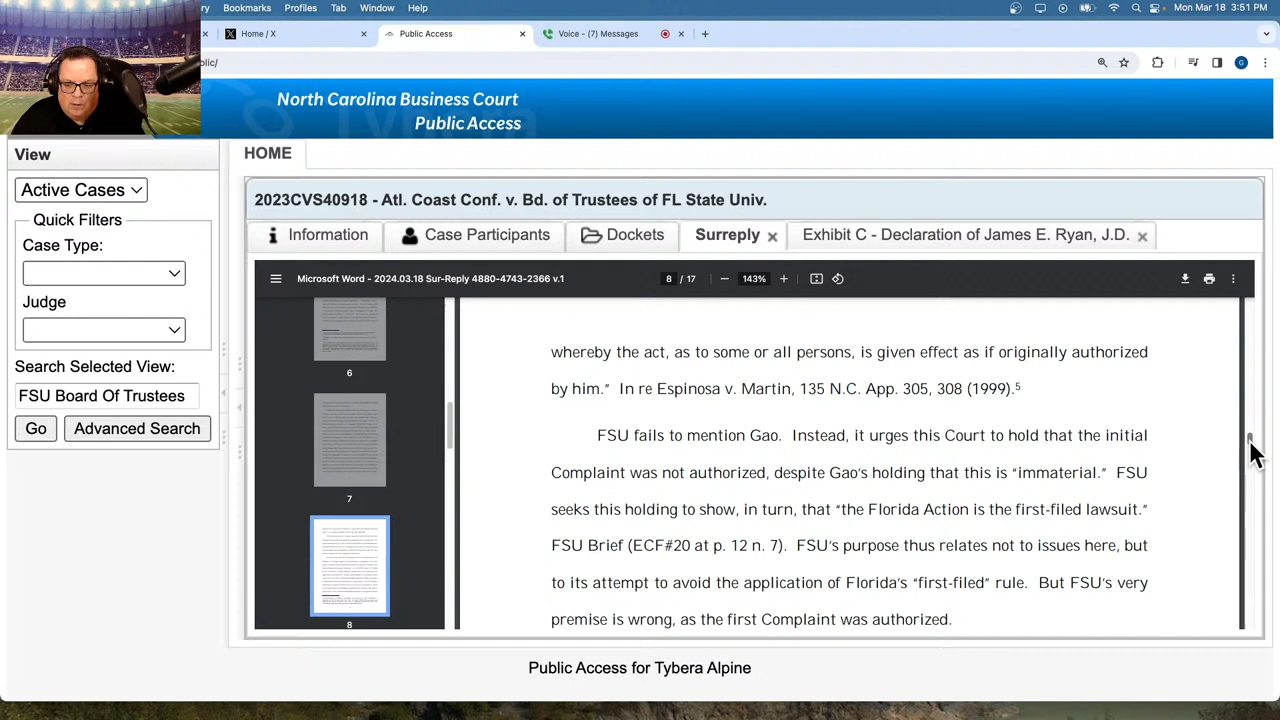 ry Bookmarks Profiles Tab Window Help Mon Mar 18 3:51 PM
Home / X Public Access Voice - (7) Messages
olic/
North Carolina Business Court
Public Access
View
HOME
Active Cases
2023CVS40918 - Atl. Coast Conf. v. Bd. of Trustees of FL State Univ.
Quick Filters
Information Case Participants Dockets Surreply Exhibit C - Declaration of James E. Ryan, J.D.
Case Type:
Microsoft Word - 2024.03.18 Sur-Reply 4880-4743-2366 v.1 8 / 17 143%
Judge
Search Selected View:
FSU Board Of Trustees
Go Advanced Search
6
7
8
whereby the act, as to some or all persons, is given effect as if originally authorized
by him.” In re Espinosa v. Martin, 135 N.C. App. 305, 308 (1999).5
FSU fails to mention Gao. Instead, it urges this Court to hold that the initial
Complaint was not authorized, despite Gao’s holding that this is “immaterial.” FSU
seeks this holding to show, in turn, that “the Florida Action is the first-filed lawsuit.”
FSU Brief (ECF#20 at p. 12 n. 7). FSU’s purpose thus relates not to issues here, but
to its attempt to avoid the application of Florida’s “first-filed” rule. But FSU’s very
premise is wrong, as the first Complaint was authorized.
Public Access for Tybera Alpine